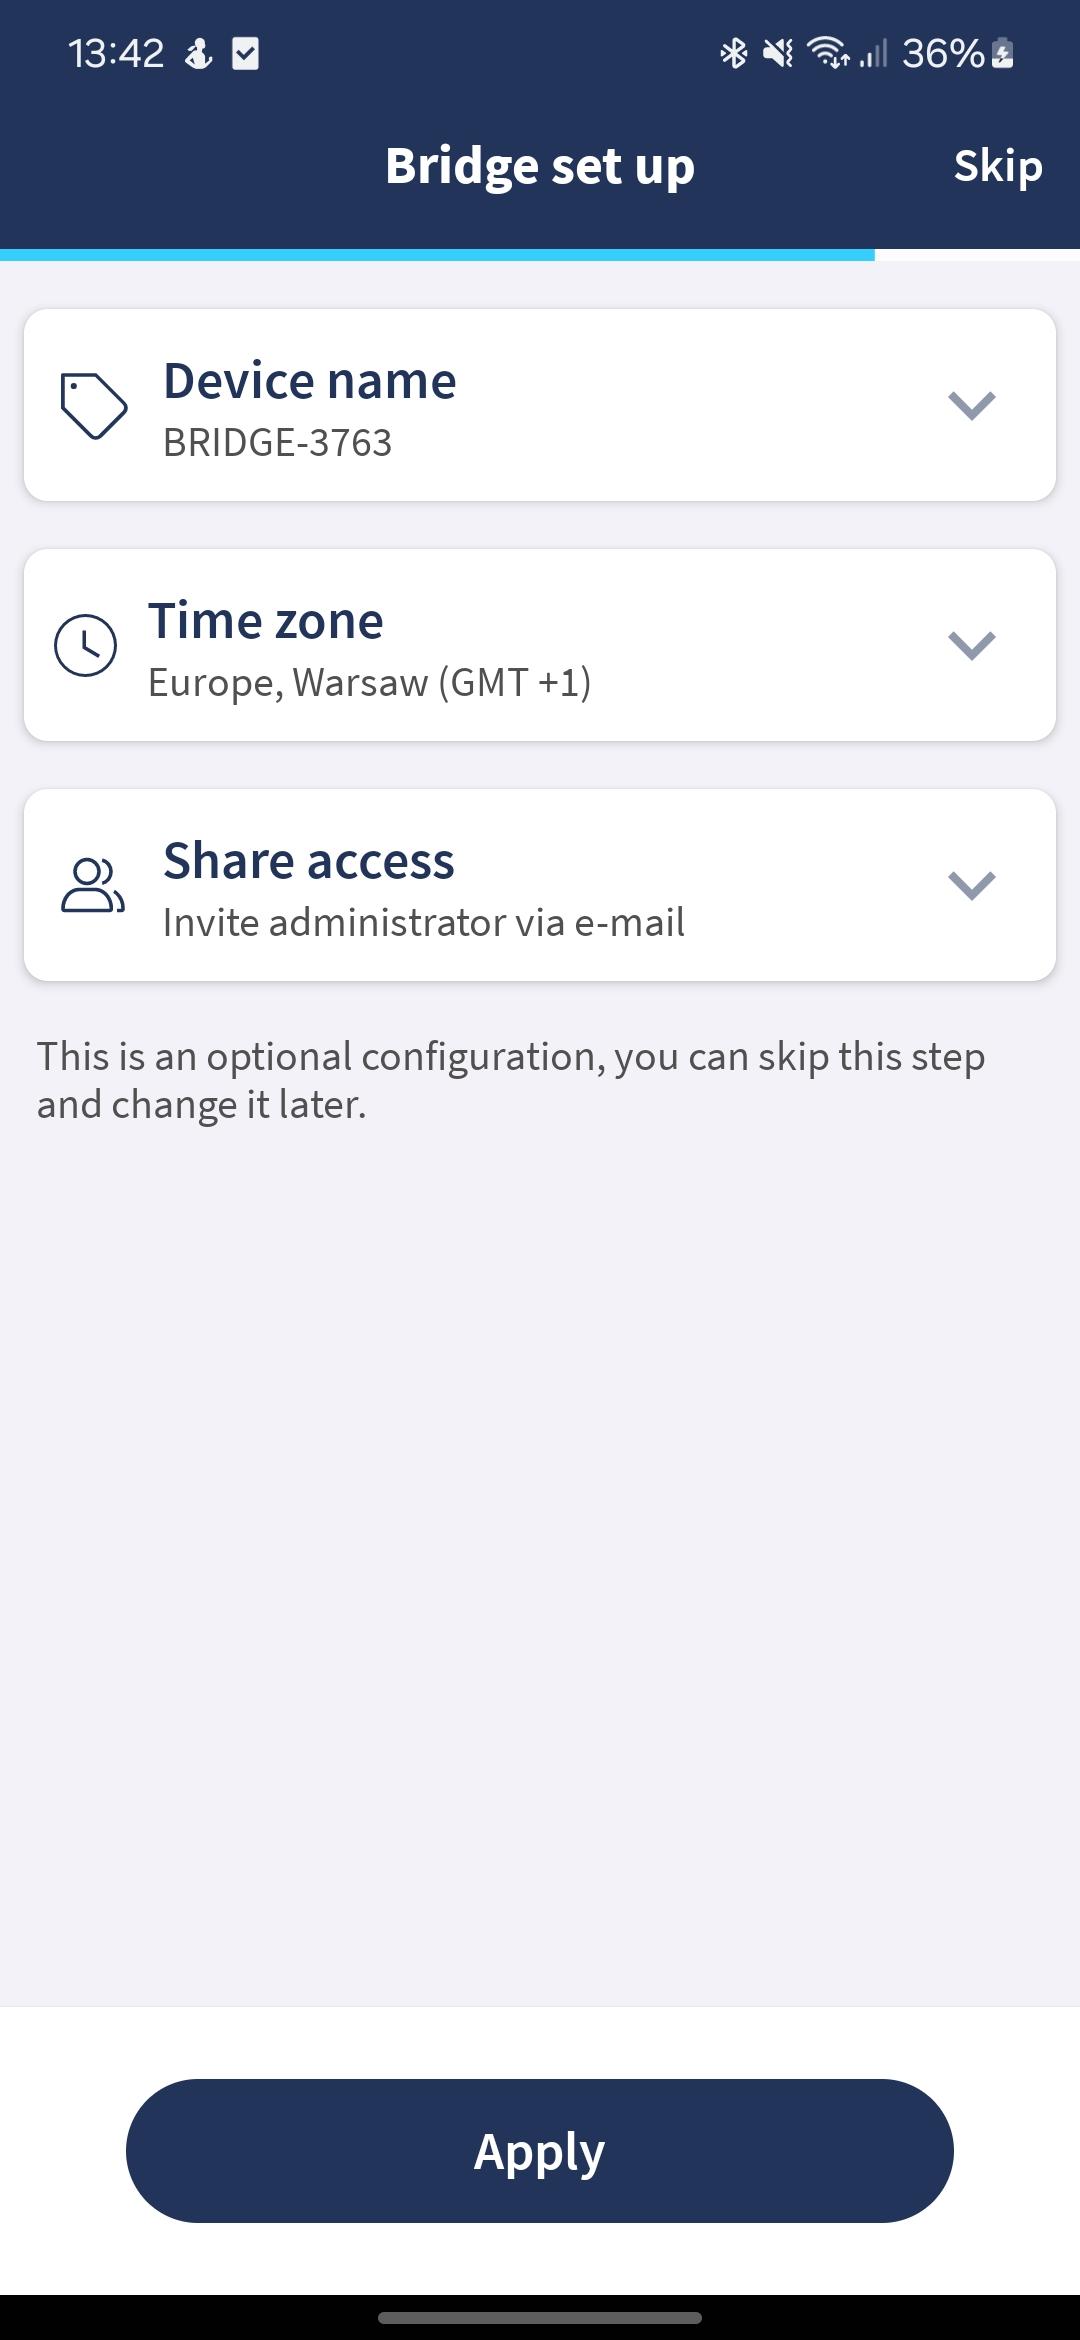 13:42
36%
Bridge set up
Skip
Device name
BRIDGE-3763
Time zone
Europe, Warsaw (GMT +1)
Share access
Invite administrator via e-mail
This is an optional configuration, you can skip this step
and change it later.
Apply